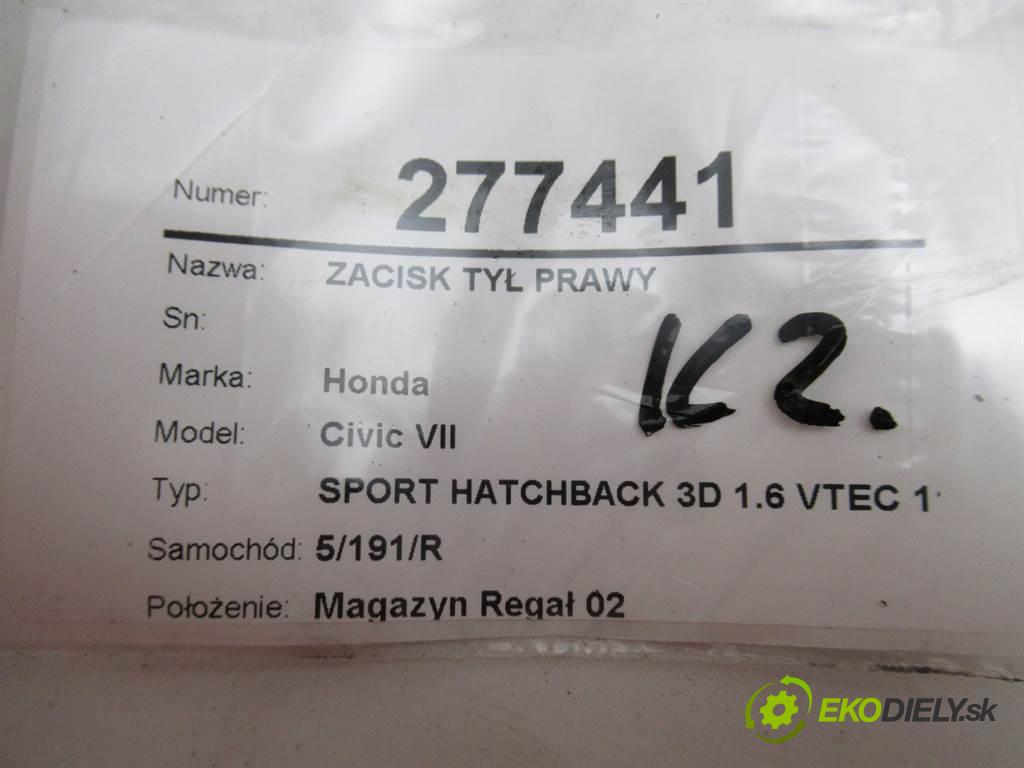 Numer: 277441
Nazwa: ZACISK TYŁ PRAWY
Sn:
Marka: Honda
K2.
Model: Civic VII
Typ: SPORT HATCHBACK 3D 1.6 VTEC 1
Samochód: 5/191/R
Położenie: Magazyn Regał 02
EKODIELY.sk